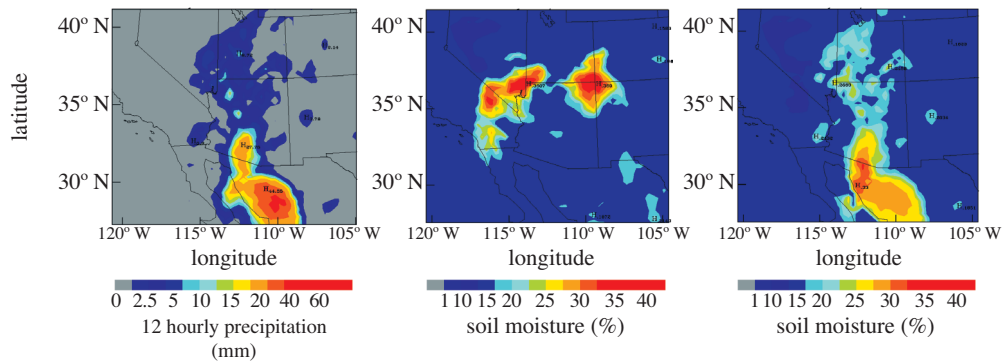 40° N
35° N
30° N
latitude
120° W
115° W
110° W
105° W
longitude
0 2.5 5 10 15 20 40 60
12 hourly precipitation
(mm)
40° N
35° N
30° N
120° W
115° W
110° W
105° W
longitude
1 10 15 20 25 30 35 40
soil moisture (%)
40° N
35° N
30° N
120° W
115° W
110° W
105° W
longitude
1 10 15 20 25 30 35 40
soil moisture (%)